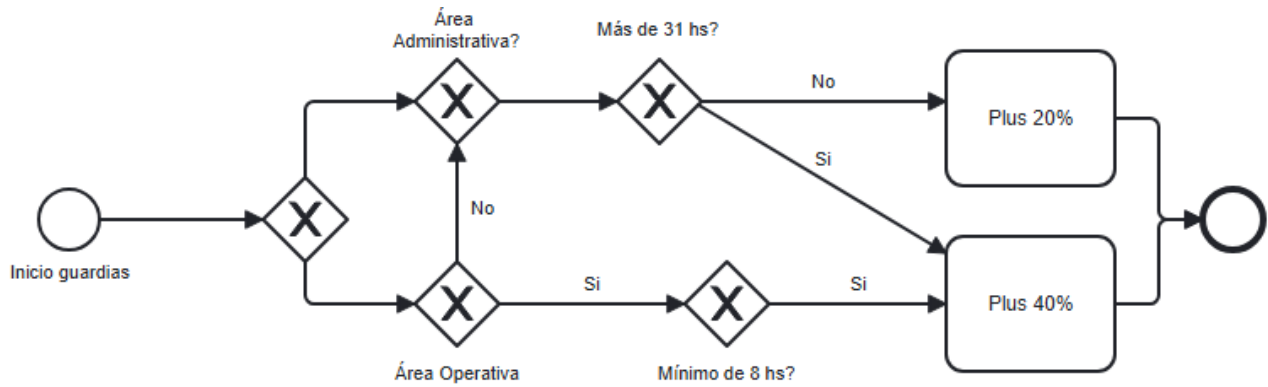 Área
Administrativa?
Más de 31 hs?
No
Plus 20%
Si
Inicio guardias
No
Si
Si
Plus 40%
Área Operativa
Mínimo de 8 hs?